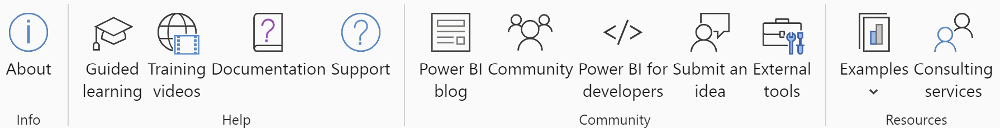 About
Guided
learning
Training
videos
Documentation
Support
Power BI
blog
Community
Power BI for
developers
Submit an
idea
External
tools
Examples
Consulting
services
Info
Help
Community
Resources